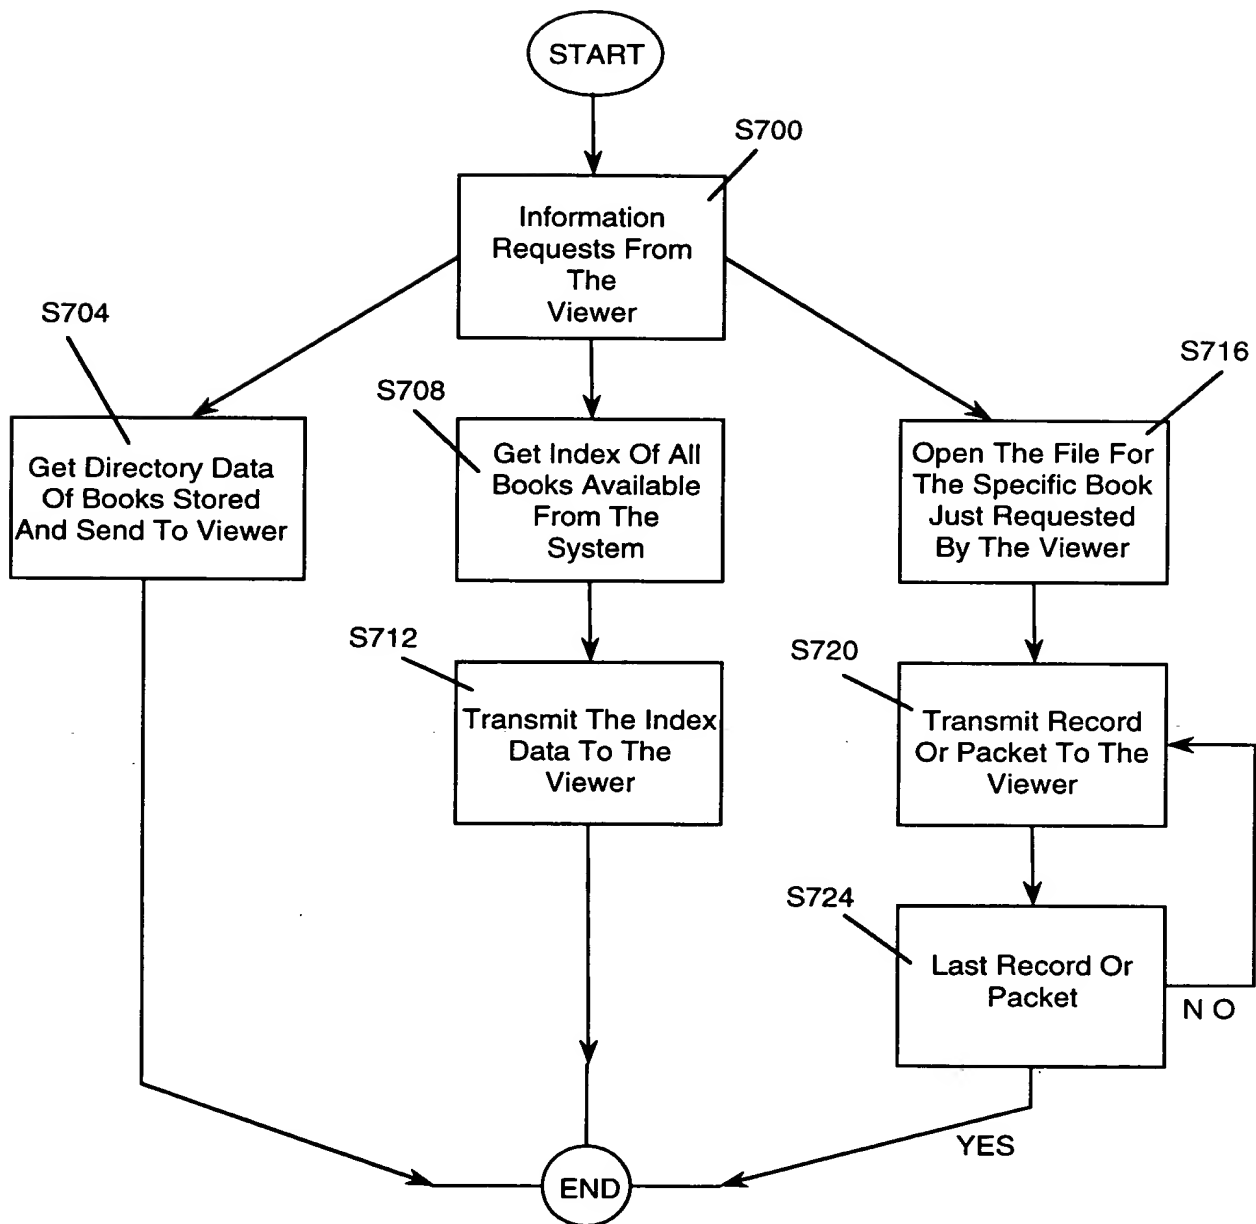 START
S700
Information
Requests From
The
Viewer
S704
Get Directory Data
Of Books Stored
And Send To Viewer
S708
Get Index Of All
Books Available
From The
System
S716
Open The File For
The Specific Book
Just Requested
By The Viewer
S712
Transmit The Index
Data To The
Viewer
S720
Transmit Record
Or Packet To The
Viewer
S724
Last Record Or
Packet
N O
YES
END